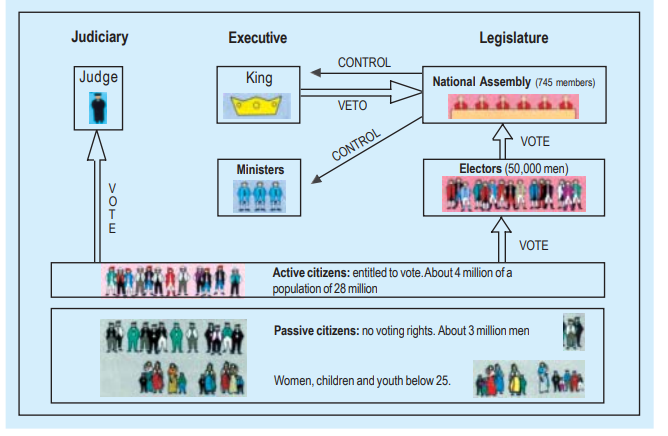 Judiciary
Executive
Legislature
Judge
King
CONTROL
National Assembly (745 members)
VETO
CONTROL
VOTE
Ministers
Electors (50,000 men)
VOTE
VOTE
Active citizens: entitled to vote. About 4 million of a
population of 28 million
Passive citizens: no voting rights. About 3 million men
Women, children and youth below 25.